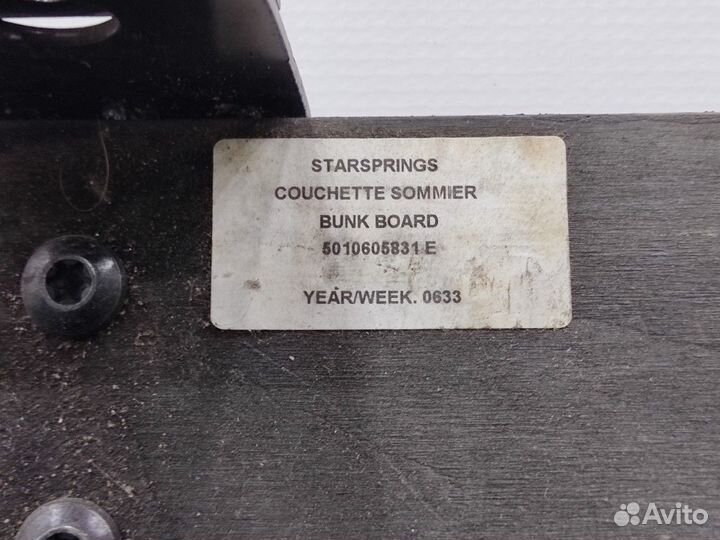 STARSPRINGS
COUCHETTE SOMMIER
BUNK BOARD
5010605831 E
YEAR/WEEK. 0633
Avito